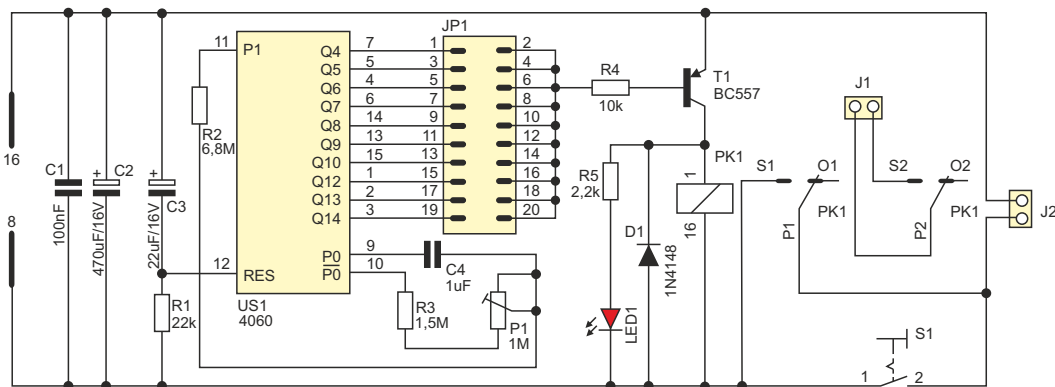 16
8
C1
100nF
+
C2
470uF/16V
+
C3
22uF/16V
R1
22k
R2
6,8M
11
P1
12
RES
US1
4060
Q4
Q5
Q6
Q7
Q8
Q9
Q10
Q12
Q13
Q14
7
5
4
6
14
13
15
1
2
3
P0
P0
9
10
C4
1uF
R3
1,5M
P1
1M
JP1
1
3
5
7
9
11
13
15
17
19
2
4
6
8
10
12
14
16
18
20
R4
10k
T1
BC557
R5
2,2k
D1
1N4148
LED1
PK1
1
16
S1
O1
PK1
P1
J1
S2
O2
PK1
P2
J2
S1
1
2